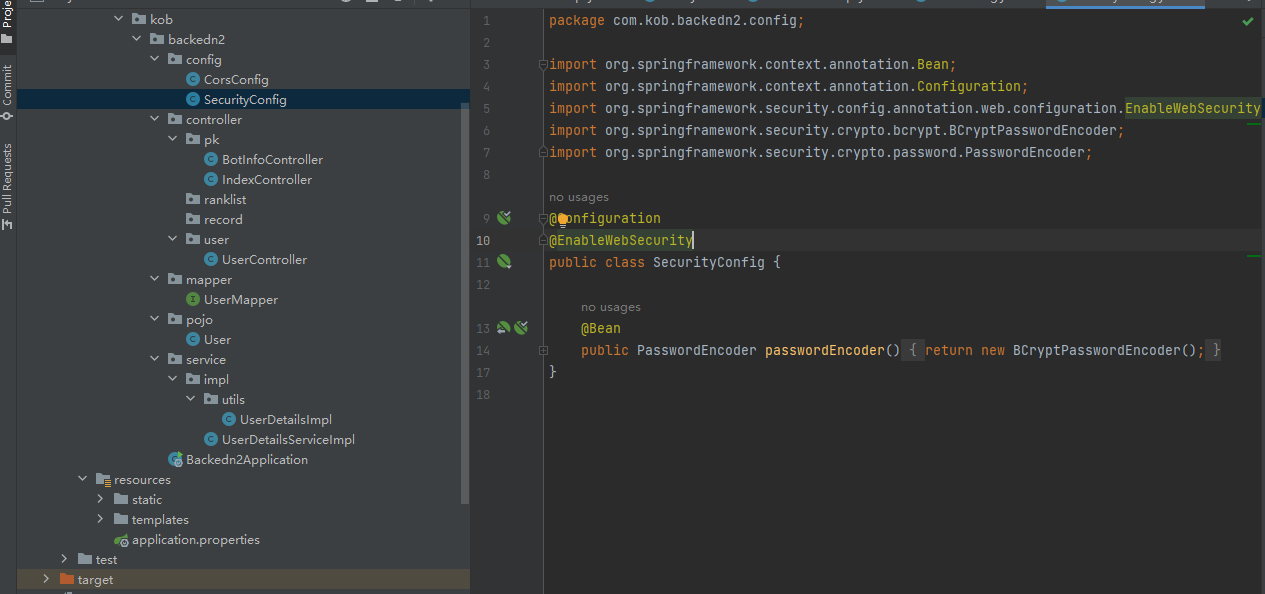 Proje
Commit
Pull Requests
kob
backedn2
config
CorsConfig
SecurityConfig
controller
pk
BotInfoController
IndexController
ranklist
record
user
UserController
mapper
UserMapper
pojo
User
service
impl
utils
UserDetailsImpl
UserDetailsServiceImpl
Backedn2Application
resources
static
templates
application.properties
test
target
1 package com.kob.backedn2.config;
2
3 import org.springframework.context.annotation.Bean;
4 import org.springframework.context.annotation.Configuration;
5 import org.springframework.security.config.annotation.web.configuration.EnableWebSecurity
6 import org.springframework.security.crypto.bcrypt.BCryptPasswordEncoder;
7 import org.springframework.security.crypto.password.PasswordEncoder;
8
no usages
9 @Configuration
10 @EnableWebSecurity
11 public class SecurityConfig {
12
no usages
13 @Bean
14 public PasswordEncoder passwordEncoder() { return new BCryptPasswordEncoder(); }
17 }
18